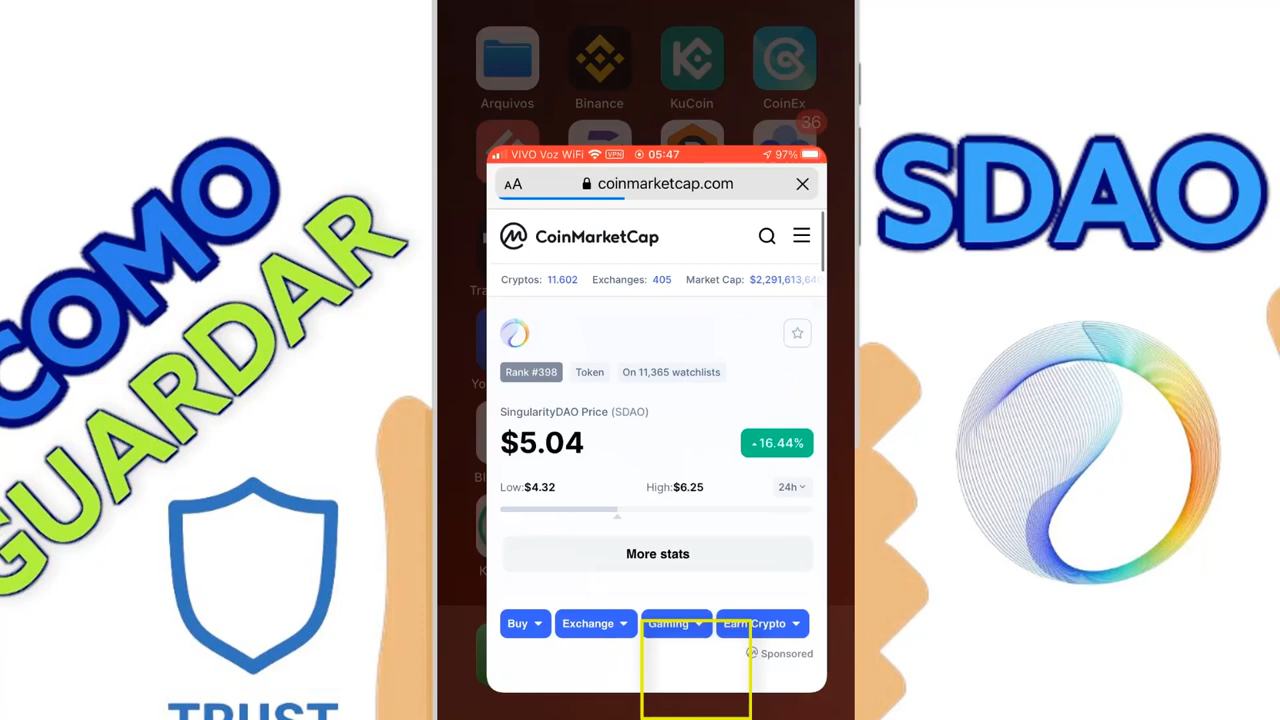 COMO
GUARDAR
TRUST
SDAO
Arquivos
Binance
KuCoin
CoinEx
36
VIVO Voz WiFi VPN 05:47 97%
AA coinmarketcap.com
CoinMarketCap
Cryptos: 11.602 Exchanges: 405 Market Cap: $2,291,613,640
Rank #398
Token
On 11,365 watchlists
SingularityDAO Price (SDAO)
$5.04
16.44%
Low:$4.32
High:$6.25
24h
More stats
Buy
Exchange
Gaming
Earn Crypto
Sponsored